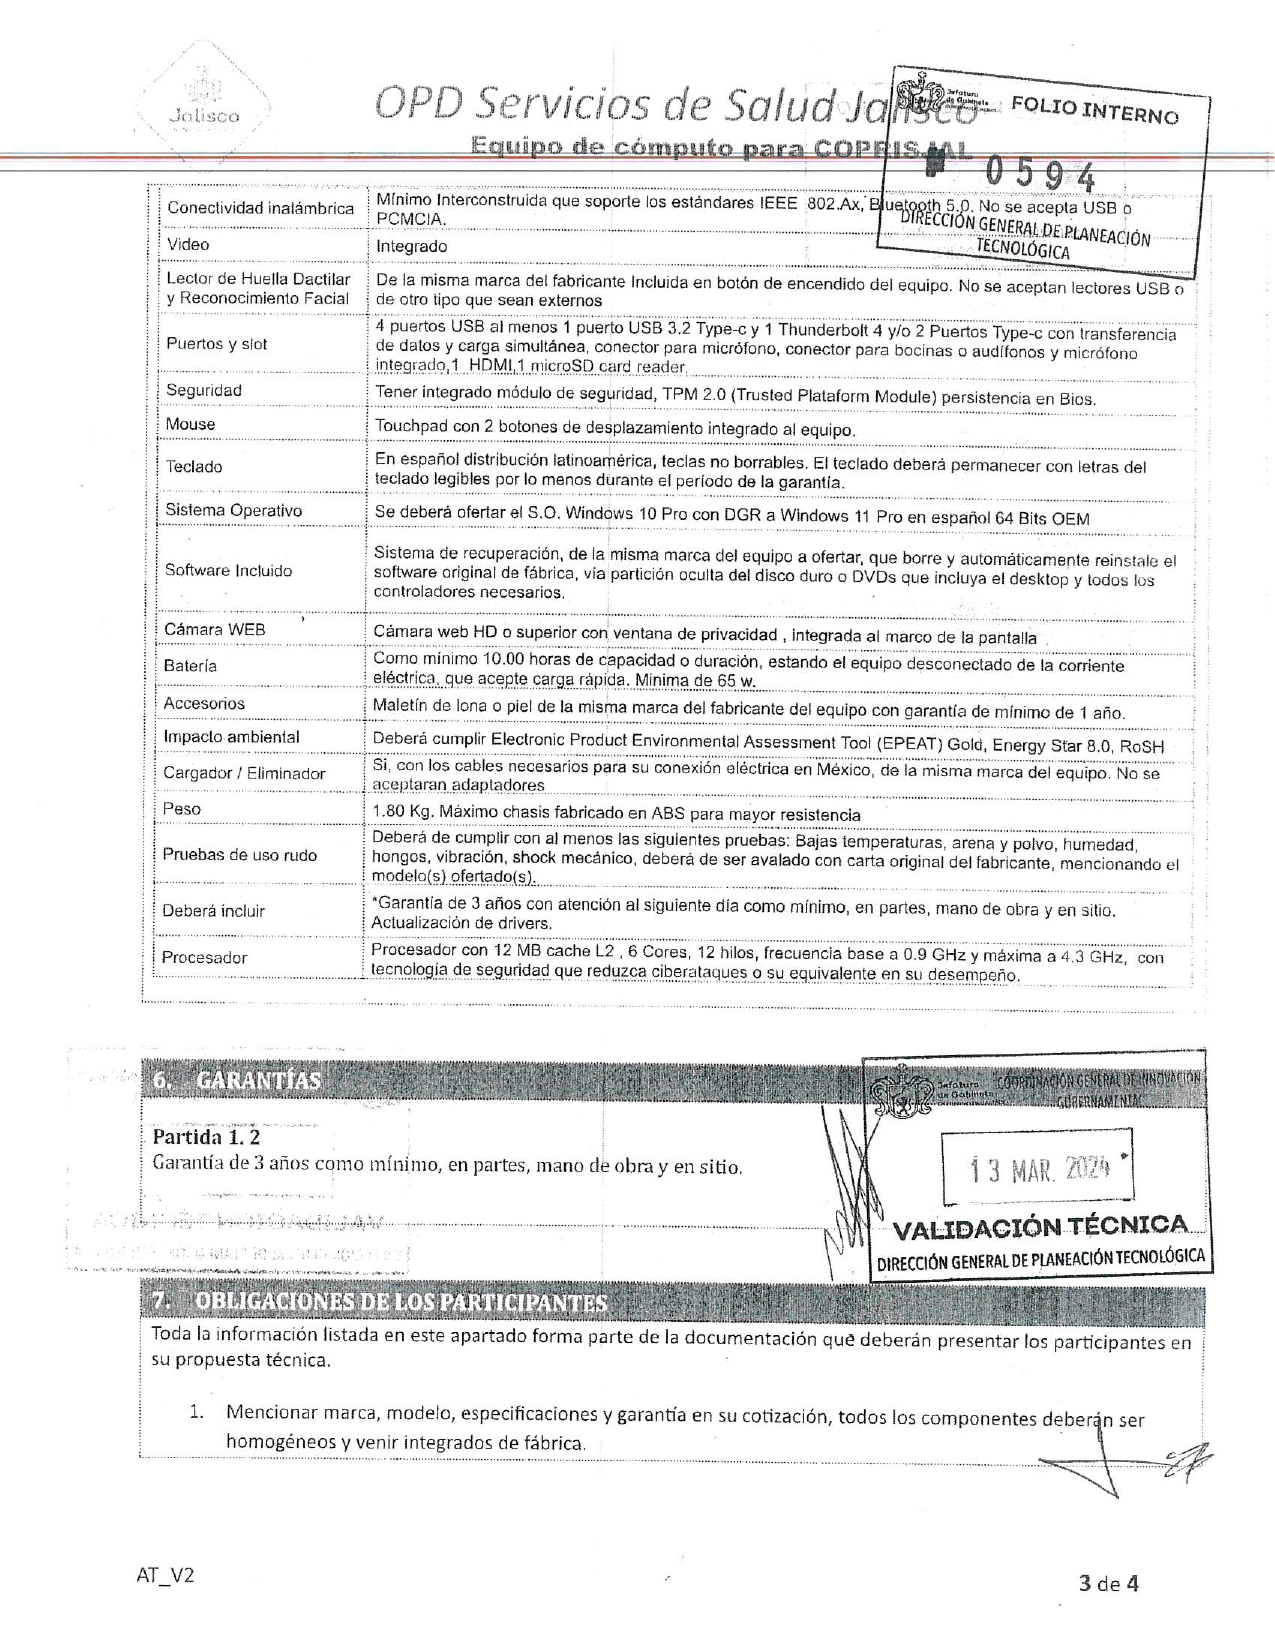 Jalisco
OPD Servicios de Salud Jalisco
Equipo de cómputo para COPRISJAL
Jefatura
de Gabinete
FOLIO INTERNO
0594
DIRECCIÓN GENERAL DE PLANEACIÓN
TECNOLÓGICA
Conectividad inalámbrica
Mínimo Interconstruida que soporte los estándares IEEE 802.Ax, Bluetooth 5.0. No se acepta USB o
PCMCIA.
Video
Integrado
Lector de Huella Dactilar
y Reconocimiento Facial
De la misma marca del fabricante Incluida en botón de encendido del equipo. No se aceptan lectores USB o
de otro tipo que sean externos
Puertos y slot
4 puertos USB al menos 1 puerto USB 3.2 Type-c y 1 Thunderbolt 4 y/o 2 Puertos Type-c con transferencia
de datos y carga simultánea, conector para micrófono, conector para bocinas o audífonos y micrófono
integrado,1 HDMI,1 microSD card reader.
Seguridad
Tener integrado módulo de seguridad, TPM 2.0 (Trusted Plataform Module) persistencia en Bios.
Mouse
Touchpad con 2 botones de desplazamiento integrado al equipo.
Teclado
En español distribución latinoamérica, teclas no borrables. El teclado deberá permanecer con letras del
teclado legibles por lo menos durante el período de la garantía.
Sistema Operativo
Se deberá ofertar el S.O. Windows 10 Pro con DGR a Windows 11 Pro en español 64 Bits OEM
Software Incluido
Sistema de recuperación, de la misma marca del equipo a ofertar, que borre y automáticamente reinstale el
software original de fábrica, vía partición oculta del disco duro o DVDs que incluya el desktop y todos los
controladores necesarios.
Cámara WEB
Cámara web HD o superior con ventana de privacidad , integrada al marco de la pantalla
Batería
Como mínimo 10.00 horas de capacidad o duración, estando el equipo desconectado de la corriente
eléctrica, que acepte carga rápida. Minima de 65 w.
Accesorios
Maletín de lona o piel de la misma marca del fabricante del equipo con garantía de mínimo de 1 año.
Impacto ambiental
Deberá cumplir Electronic Product Environmental Assessment Tool (EPEAT) Gold, Energy Star 8.0, RoSH
Cargador / Eliminador
Si, con los cables necesarios para su conexión eléctrica en México, de la misma marca del equipo. No se
aceptaran adaptadores
Peso
1.80 Kg. Máximo chasis fabricado en ABS para mayor resistencia
Pruebas de uso rudo
Deberá de cumplir con al menos las siguientes pruebas: Bajas temperaturas, arena y polvo, humedad,
hongos, vibración, shock mecánico, deberá de ser avalado con carta original del fabricante, mencionando el
modelo(s) ofertado(s).
Deberá incluir
*Garantía de 3 años con atención al siguiente día como mínimo, en partes, mano de obra y en sitio.
Actualización de drivers.
Procesador
Procesador con 12 MB cache L2 , 6 Cores, 12 hilos, frecuencia base a 0.9 GHz y máxima a 4.3 GHz, con
tecnología de seguridad que reduzca ciberataques o su equivalente en su desempeño.
6. GARANTÍAS
Jefatura
de Gabinete
COORDINACIÓN GENERAL DE INNOVACIÓN
GUBERNAMENTAL
Partida 1. 2
Garantía de 3 años como mínimo, en partes, mano de obra y en sitio.
13 MAR. 2024
VALIDACIÓN TÉCNICA
DIRECCIÓN GENERAL DE PLANEACIÓN TECNOLÓGICA
7. OBLIGACIONES DE LOS PARTICIPANTES
Toda la información listada en este apartado forma parte de la documentación que deberán presentar los participantes en
su propuesta técnica.
1. Mencionar marca, modelo, especificaciones y garantía en su cotización, todos los componentes deberán ser
homogéneos y venir integrados de fábrica.
AT_V2
3 de 4